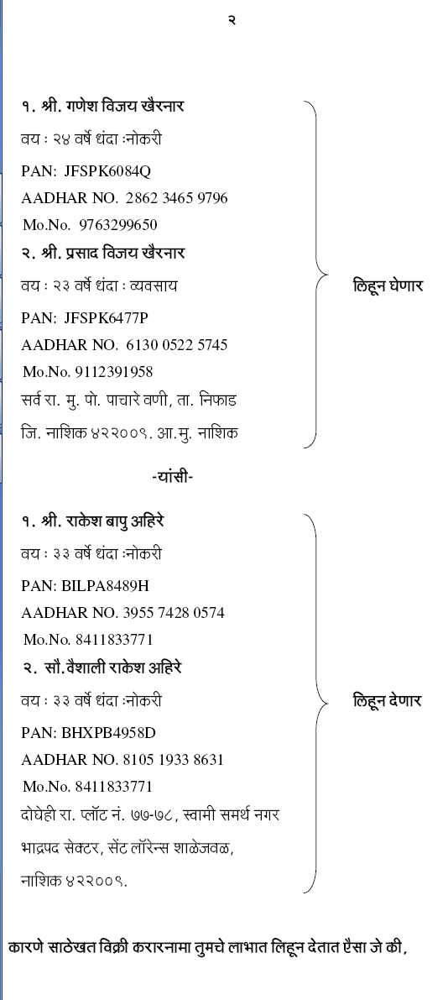 २
१. श्री. गणेश विजय खैरनार
वय : २४ वर्षे धंदा :नोकरी
PAN: JFSPK6084Q
AADHAR NO. 2862 3465 9796
Mo.No. 9763299650
२. श्री. प्रसाद विजय खैरनार
वय : २३ वर्षे धंदा : व्यवसाय
लिहून घेणार
PAN: JFSPK6477P
AADHAR NO. 6130 0522 5745
Mo.No. 9112391958
सर्व रा. मु. पो. पाचारे वणी, ता. निफाड
जि. नाशिक ४२२००९. आ.मु. नाशिक
-यांसी-
१. श्री. राकेश बापु अहिरे
वय : ३३ वर्षे धंदा :नोकरी
PAN: BILPA8489H
AADHAR NO. 3955 7428 0574
Mo.No. 8411833771
२. सौ.वैशाली राकेश अहिरे
वय : ३३ वर्षे धंदा :नोकरी
लिहून देणार
PAN: BHXPB4958D
AADHAR NO. 8105 1933 8631
Mo.No. 8411833771
दोघेही रा. प्लॉट नं. ७७-७८, स्वामी समर्थ नगर
भाद्रपद सेक्टर, सेंट लॉरेन्स शाळेजवळ,
नाशिक ४२२००९.
कारणे साठेखत विक्री करारनामा तुमचे लाभात लिहून देतात ऐसा जे की,